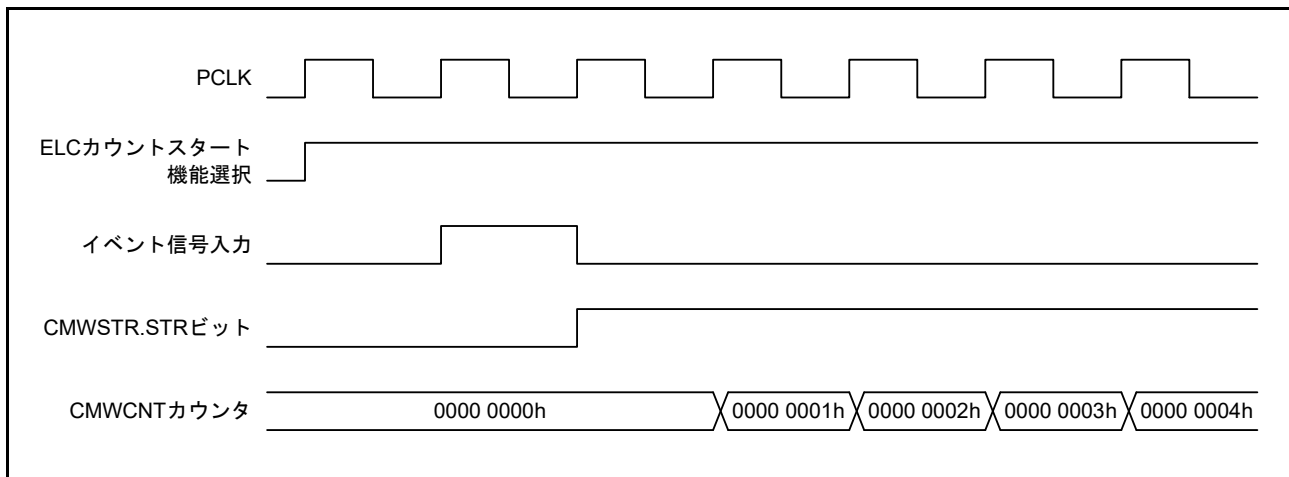 PCLK
ELCカウントスタート
機能選択
イベント信号入力
CMWSTR.STRビット
CMWCNTカウンタ
0000 0000h
0000 0001h
0000 0002h
0000 0003h
0000 0004h